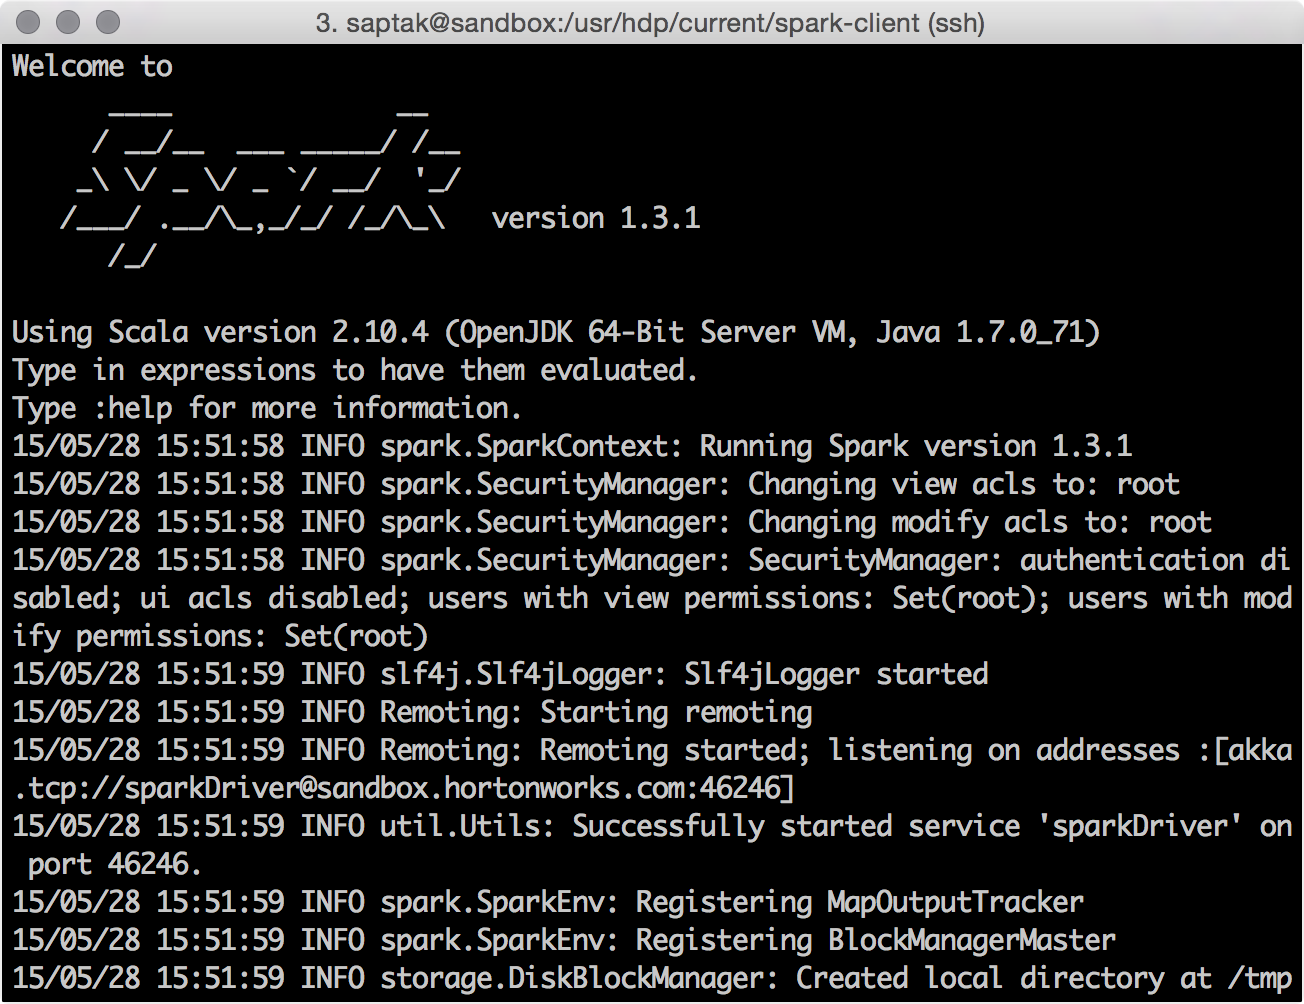 3. saptak@sandbox:/usr/hdp/current/spark-client (ssh)
Welcome to
      ____              __
     / __/__  ___ _____/ /__
    _\ \/ _ \/ _ `/ __/  '_/
   /___/ .__/\_,_/_/ /_/\_\   version 1.3.1
      /_/
Using Scala version 2.10.4 (OpenJDK 64-Bit Server VM, Java 1.7.0_71)
Type in expressions to have them evaluated.
Type :help for more information.
15/05/28 15:51:58 INFO spark.SparkContext: Running Spark version 1.3.1
15/05/28 15:51:58 INFO spark.SecurityManager: Changing view acls to: root
15/05/28 15:51:58 INFO spark.SecurityManager: Changing modify acls to: root
15/05/28 15:51:58 INFO spark.SecurityManager: SecurityManager: authentication di
sabled; ui acls disabled; users with view permissions: Set(root); users with mod
ify permissions: Set(root)
15/05/28 15:51:59 INFO slf4j.Slf4jLogger: Slf4jLogger started
15/05/28 15:51:59 INFO Remoting: Starting remoting
15/05/28 15:51:59 INFO Remoting: Remoting started; listening on addresses :[akka
.tcp://sparkDriver@sandbox.hortonworks.com:46246]
15/05/28 15:51:59 INFO util.Utils: Successfully started service 'sparkDriver' on
 port 46246.
15/05/28 15:51:59 INFO spark.SparkEnv: Registering MapOutputTracker
15/05/28 15:51:59 INFO spark.SparkEnv: Registering BlockManagerMaster
15/05/28 15:51:59 INFO storage.DiskBlockManager: Created local directory at /tmp